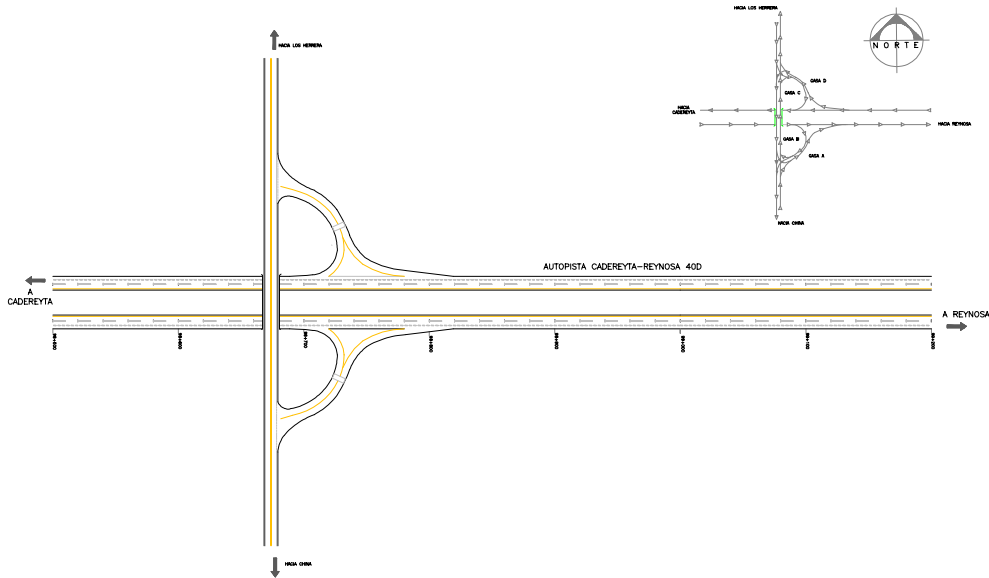 HACIA LOS HERRERA
NORTE
HACIA LOS HERRERA
GASA D
GASA C
HACIA
CADEREYTA
HACIA REYNOSA
GASA B
GASA A
HACIA CHINA
AUTOPISTA CADEREYTA-REYNOSA 40D
A
CADEREYTA
A REYNOSA
HACIA CHINA